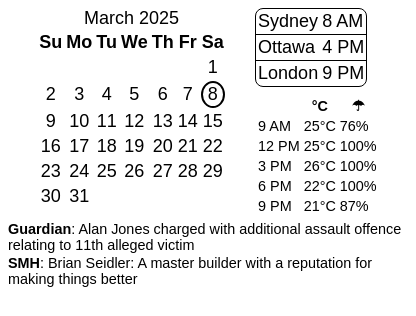 March 2025
Su Mo Tu We Th Fr Sa
1
2 3 4 5 6 7 8
9 10 11 12 13 14 15
16 17 18 19 20 21 22
23 24 25 26 27 28 29
30 31
Sydney 8 AM
Ottawa 4 PM
London 9 PM
°C ☂
9 AM 25°C 76%
12 PM 25°C 100%
3 PM 26°C 100%
6 PM 22°C 100%
9 PM 21°C 87%
Guardian: Alan Jones charged with additional assault offence
relating to 11th alleged victim
SMH: Brian Seidler: A master builder with a reputation for
making things better